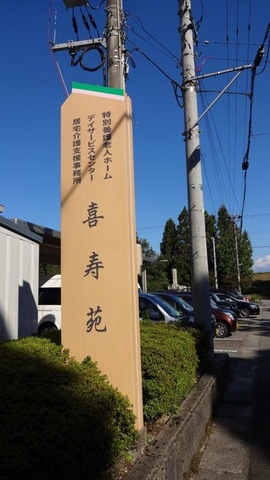 特別養護老人ホーム
デイサービスセンター
居宅介護支援事務所
喜寿苑